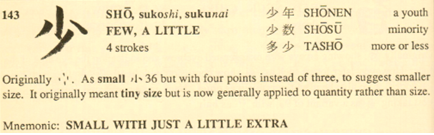 143 少 SHŌ, sukoshi, sukunai 少年 SHŌNEN a youth
FEW, A LITTLE 少数 SHŌSŪ minority
4 strokes 多少 TASHŌ more or less
Originally . As small 小 36 but with four points instead of three, to suggest smaller
size. It originally meant tiny size but is now generally applied to quantity rather than size.
Mnemonic: SMALL WITH JUST A LITTLE EXTRA